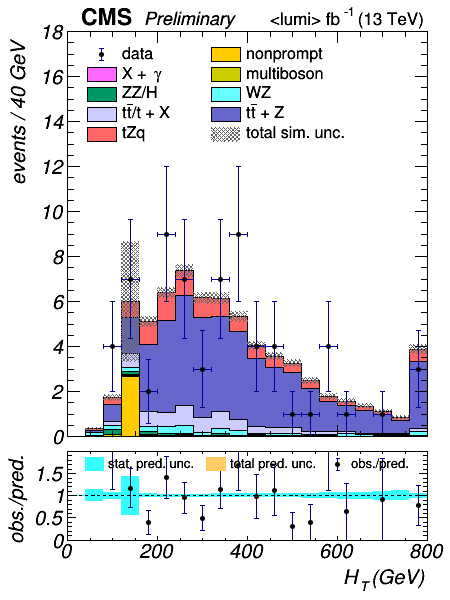 CMS Preliminary <lumi> fb⁻¹ (13 TeV)
events / 40 GeV
18
16
14
12
10
8
6
4
2
0
data
nonprompt
X + γ
multiboson
ZZ/H
WZ
tt̄/t + X
tt̄ + Z
tZq
total sim. unc.
obs./pred.
stat. pred. unc.
total pred. unc.
obs./pred.
1.5
1
0.5
0
0 200 400 600 800
H_T (GeV)